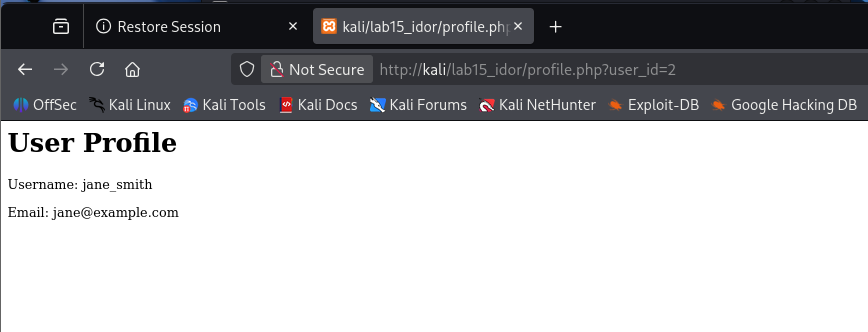 Restore Session
kali/lab15_idor/profile.php
Not Secure http://kali/lab15_idor/profile.php?user_id=2
OffSec Kali Linux Kali Tools Kali Docs Kali Forums Kali NetHunter Exploit-DB Google Hacking DB
User Profile
Username: jane_smith
Email: jane@example.com